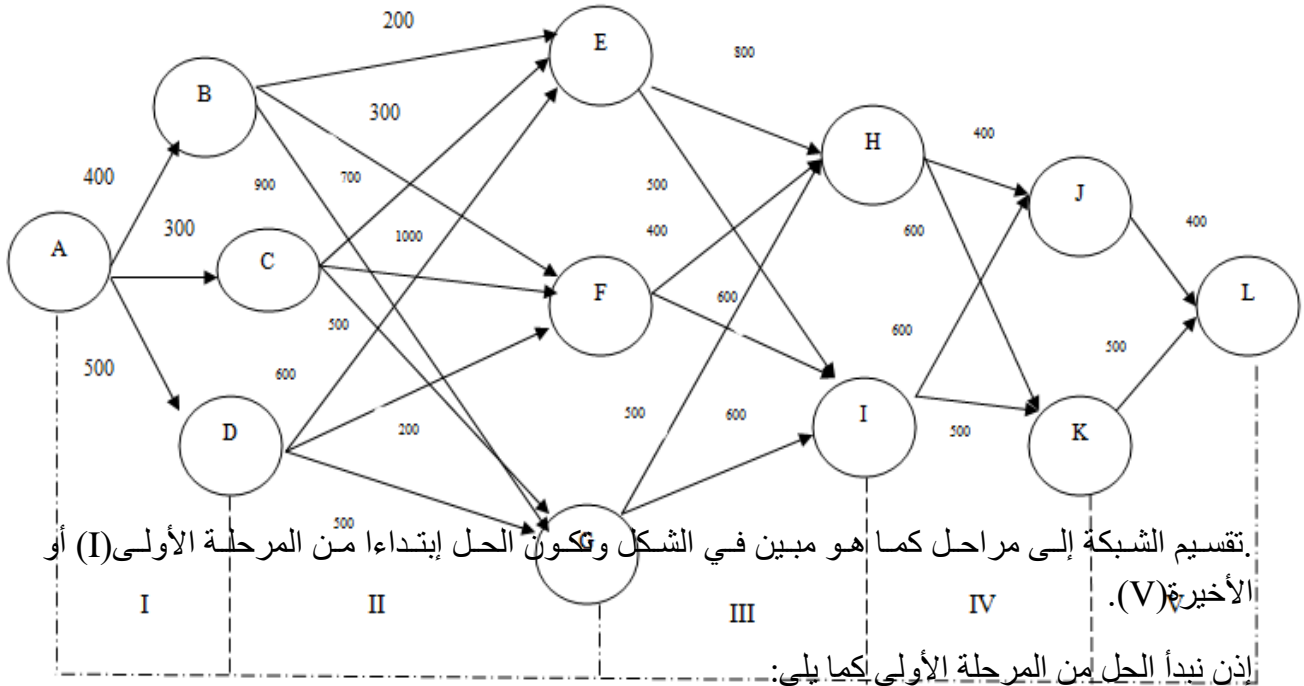 200
E
800
B
300
H
400
400
900
700
500
J
A
300
C
1000
400
600
400
F
L
500
600
600
500
500
600
I
D
200
500
600
500
K
500
G
.تقسيم الشبكة إلى مراحل كما هو مبين في الشكل وتكون الحل إبتداءا من المرحلة الأولى(I) أو
الأخيرة(V).
I
II
III
IV
V
إذن نبدأ الحل من المرحلة الأولى كما يلي: